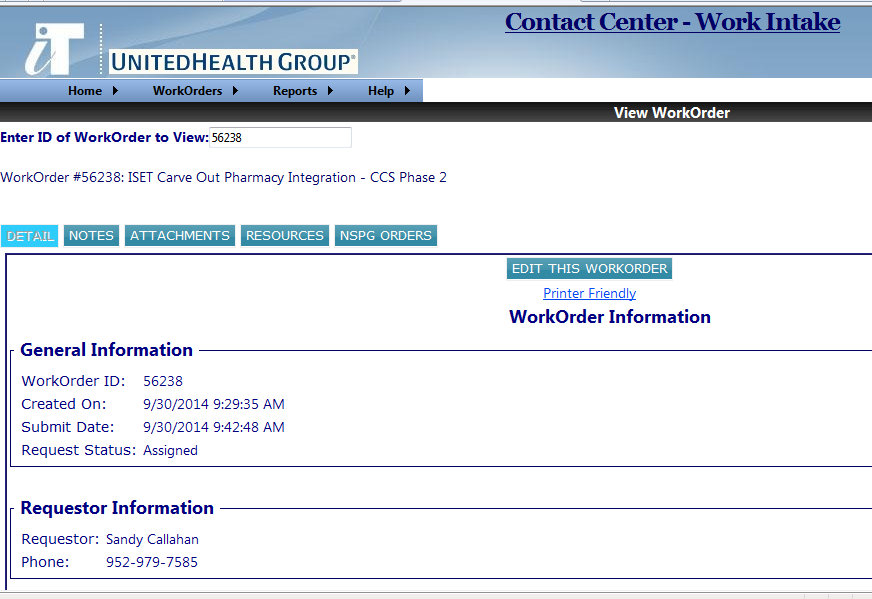 Contact Center - Work Intake
iT UNITEDHEALTH GROUP®
Home WorkOrders Reports Help
View WorkOrder
Enter ID of WorkOrder to View: 56238
WorkOrder #56238: ISET Carve Out Pharmacy Integration - CCS Phase 2
DETAIL NOTES ATTACHMENTS RESOURCES NSPG ORDERS
EDIT THIS WORKORDER
Printer Friendly
WorkOrder Information
General Information
WorkOrder ID: 56238
Created On: 9/30/2014 9:29:35 AM
Submit Date: 9/30/2014 9:42:48 AM
Request Status: Assigned
Requestor Information
Requestor: Sandy Callahan
Phone: 952-979-7585